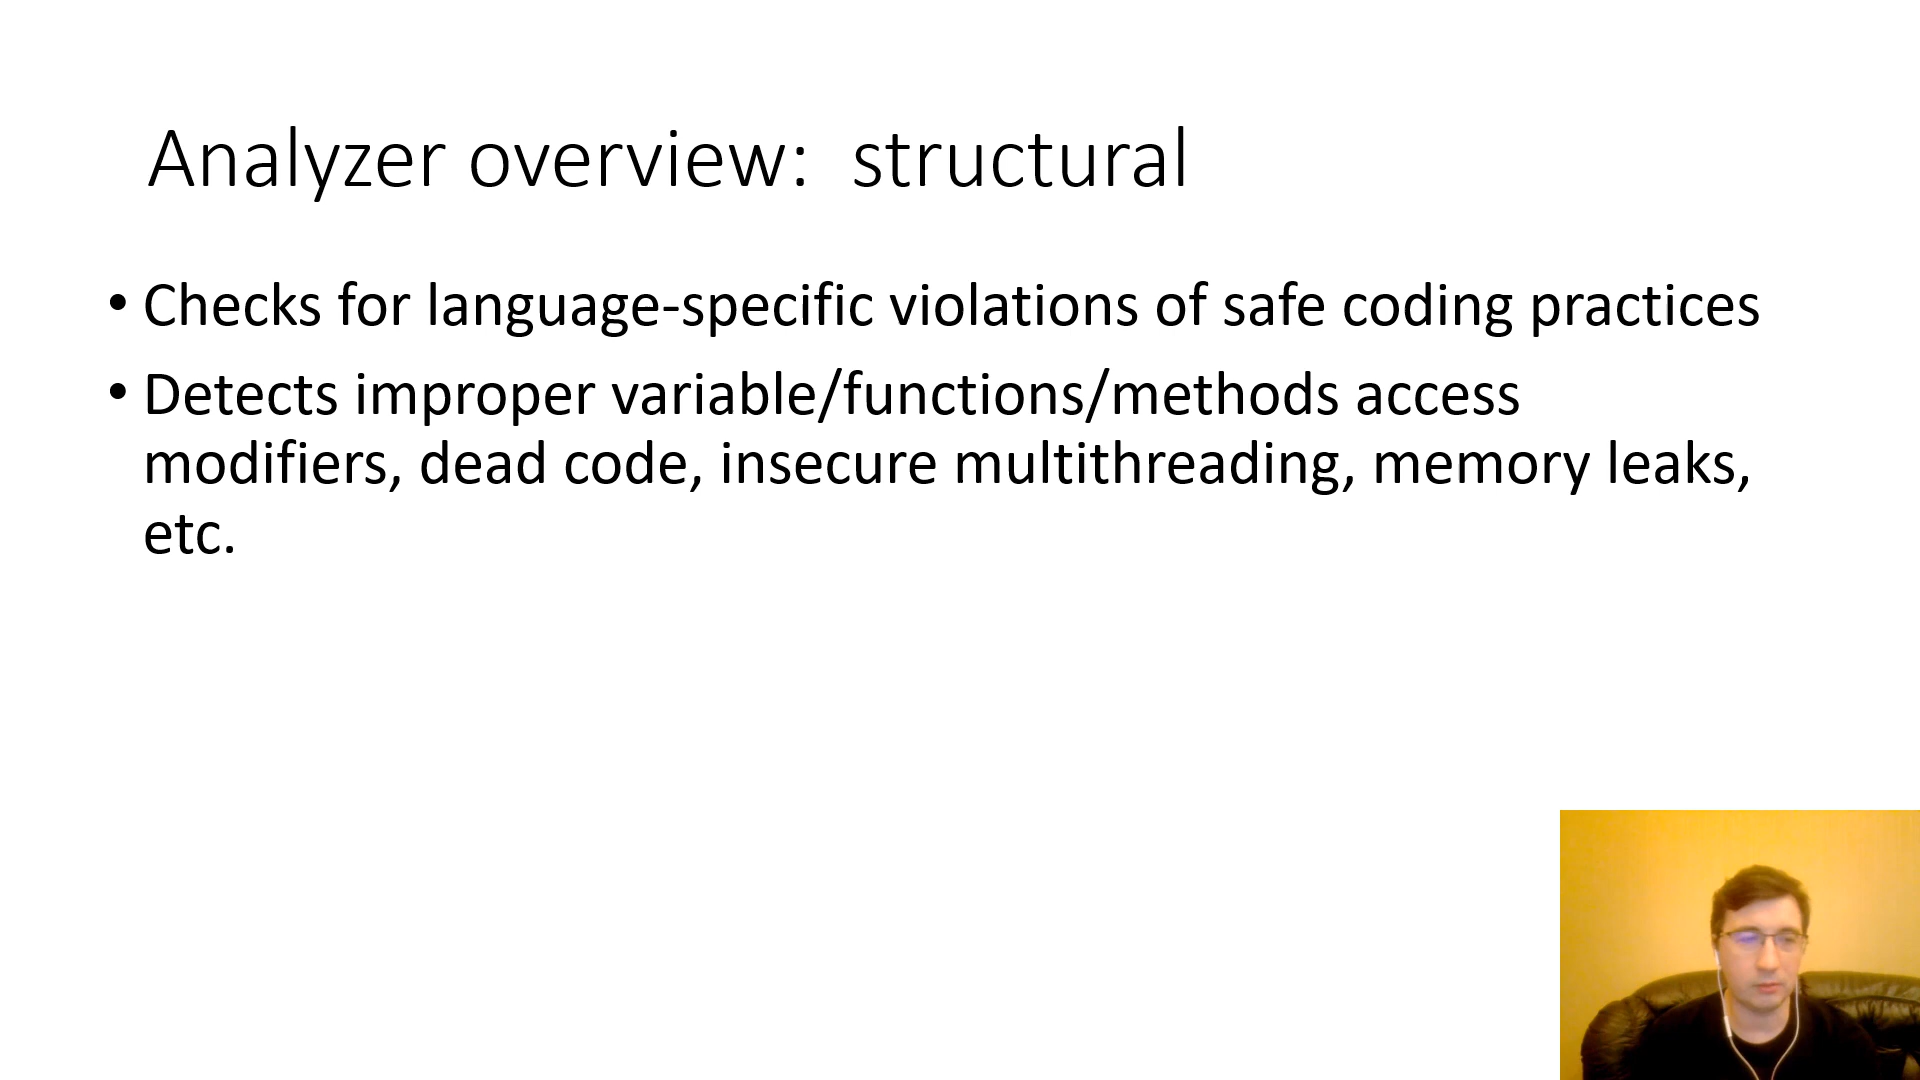 Analyzer overview:  structural
• Checks for language-specific violations of safe coding practices
• Detects improper variable/functions/methods access
modifiers, dead code, insecure multithreading, memory leaks,
etc.